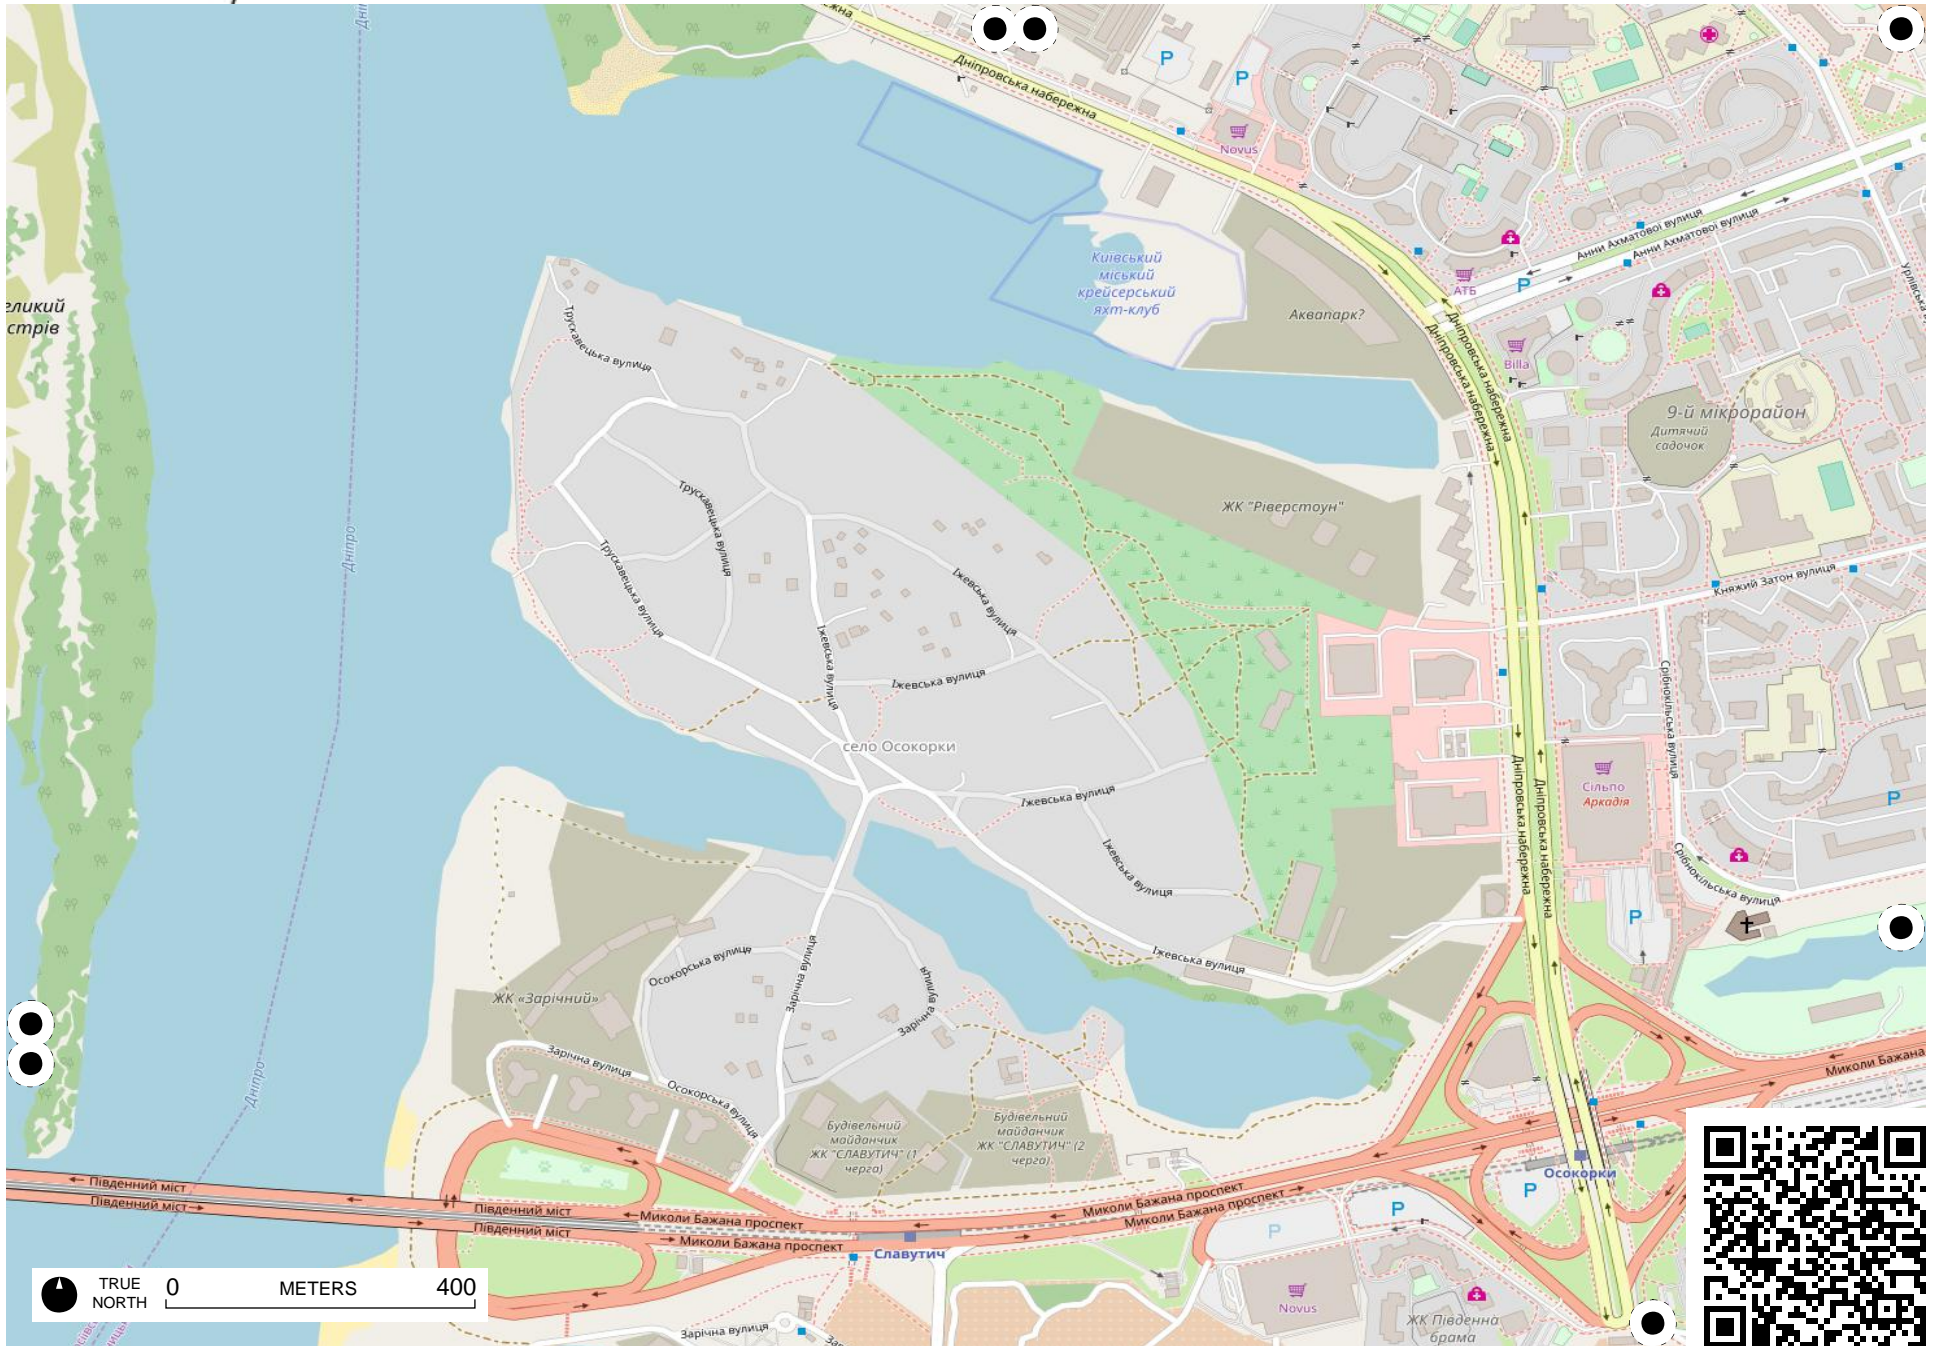 Дніпровська набережна
P
P
Novus
Дніпро
Анни Ахматової вулиця
Анни Ахматової вулиця
Київський
міський
крейсерський
яхт-клуб
АТБ
P
Аквапарк?
Трускавецька вулиця
Дніпровська набережна
Дніпровська набережна
Billa
9-й мікрорайон
Дитячий
садочок
ЖК "Ріверстоун"
Трускавецька вулиця
Трускавецька вулиця
Дніпро
Іжевська вулиця
Княжий Затон вулиця
Іжевська вулиця
Іжевська вулиця
Срібнокільська вулиця
село Осокорки
Іжевська вулиця
Дніпровська набережна
Дніпровська набережна
Сільпо
Аркадія
P
Іжевська вулиця
Срібнокільська вулиця
P
Іжевська вулиця
Осокорська вулиця
Зарічна вулиця
Зарічна вулиця
ЖК «Зарічний»
Зарічна вулиця
Осокорська вулиця
Дніпро
Миколи Бажана
Будівельний
майданчик
ЖК "СЛАВУТИЧ" (1
черга)
Будівельний
майданчик
ЖК "СЛАВУТИЧ" (2
черга)
Осокорки
P
P
P
Південний міст
Південний міст
Південний міст
Південний міст
Миколи Бажана проспект
Миколи Бажана проспект
Миколи Бажана проспект
Миколи Бажана проспект
Славутич
TRUE
NORTH
0 METERS 400
Novus
ЖК Південна
брама
Зарічна вулиця